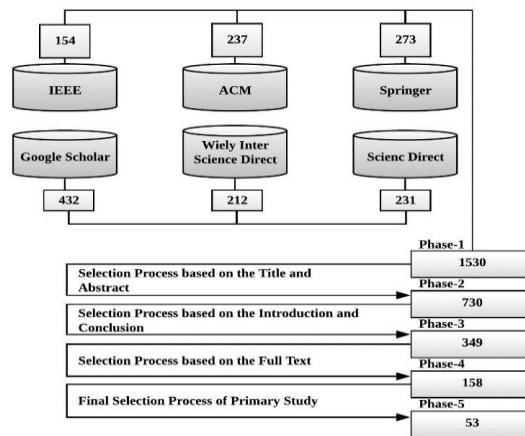 154
237
273
IEEE
ACM
Springer
Google Scholar
Wiely Inter
Science Direct
Scienc Direct
432
212
231
Phase-1
1530
Selection Process based on the Title and
Abstract
Phase-2
730
Selection Process based on the Introduction and
Conclusion
Phase-3
349
Selection Process based on the Full Text
Phase-4
158
Final Selection Process of Primary Study
Phase-5
53